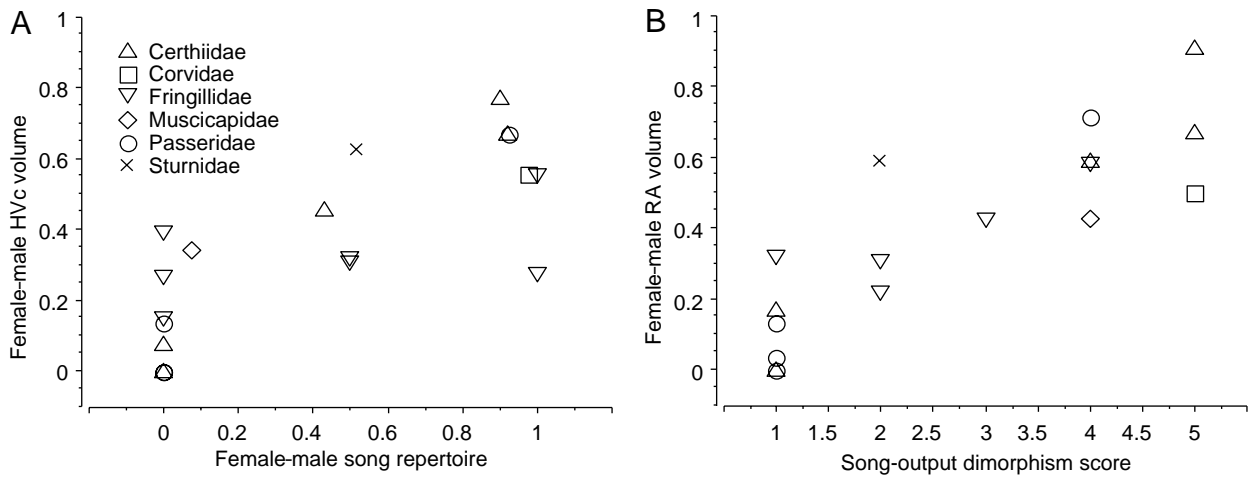 A
Female-male HVc volume
1
0.8
0.6
0.4
0.2
0
Certhiidae
Corvidae
Fringillidae
Muscicapidae
Passeridae
Sturnidae
0 0.2 0.4 0.6 0.8 1
Female-male song repertoire
B
Female-male RA volume
1
0.8
0.6
0.4
0.2
0
1 1.5 2 2.5 3 3.5 4 4.5 5
Song-output dimorphism score